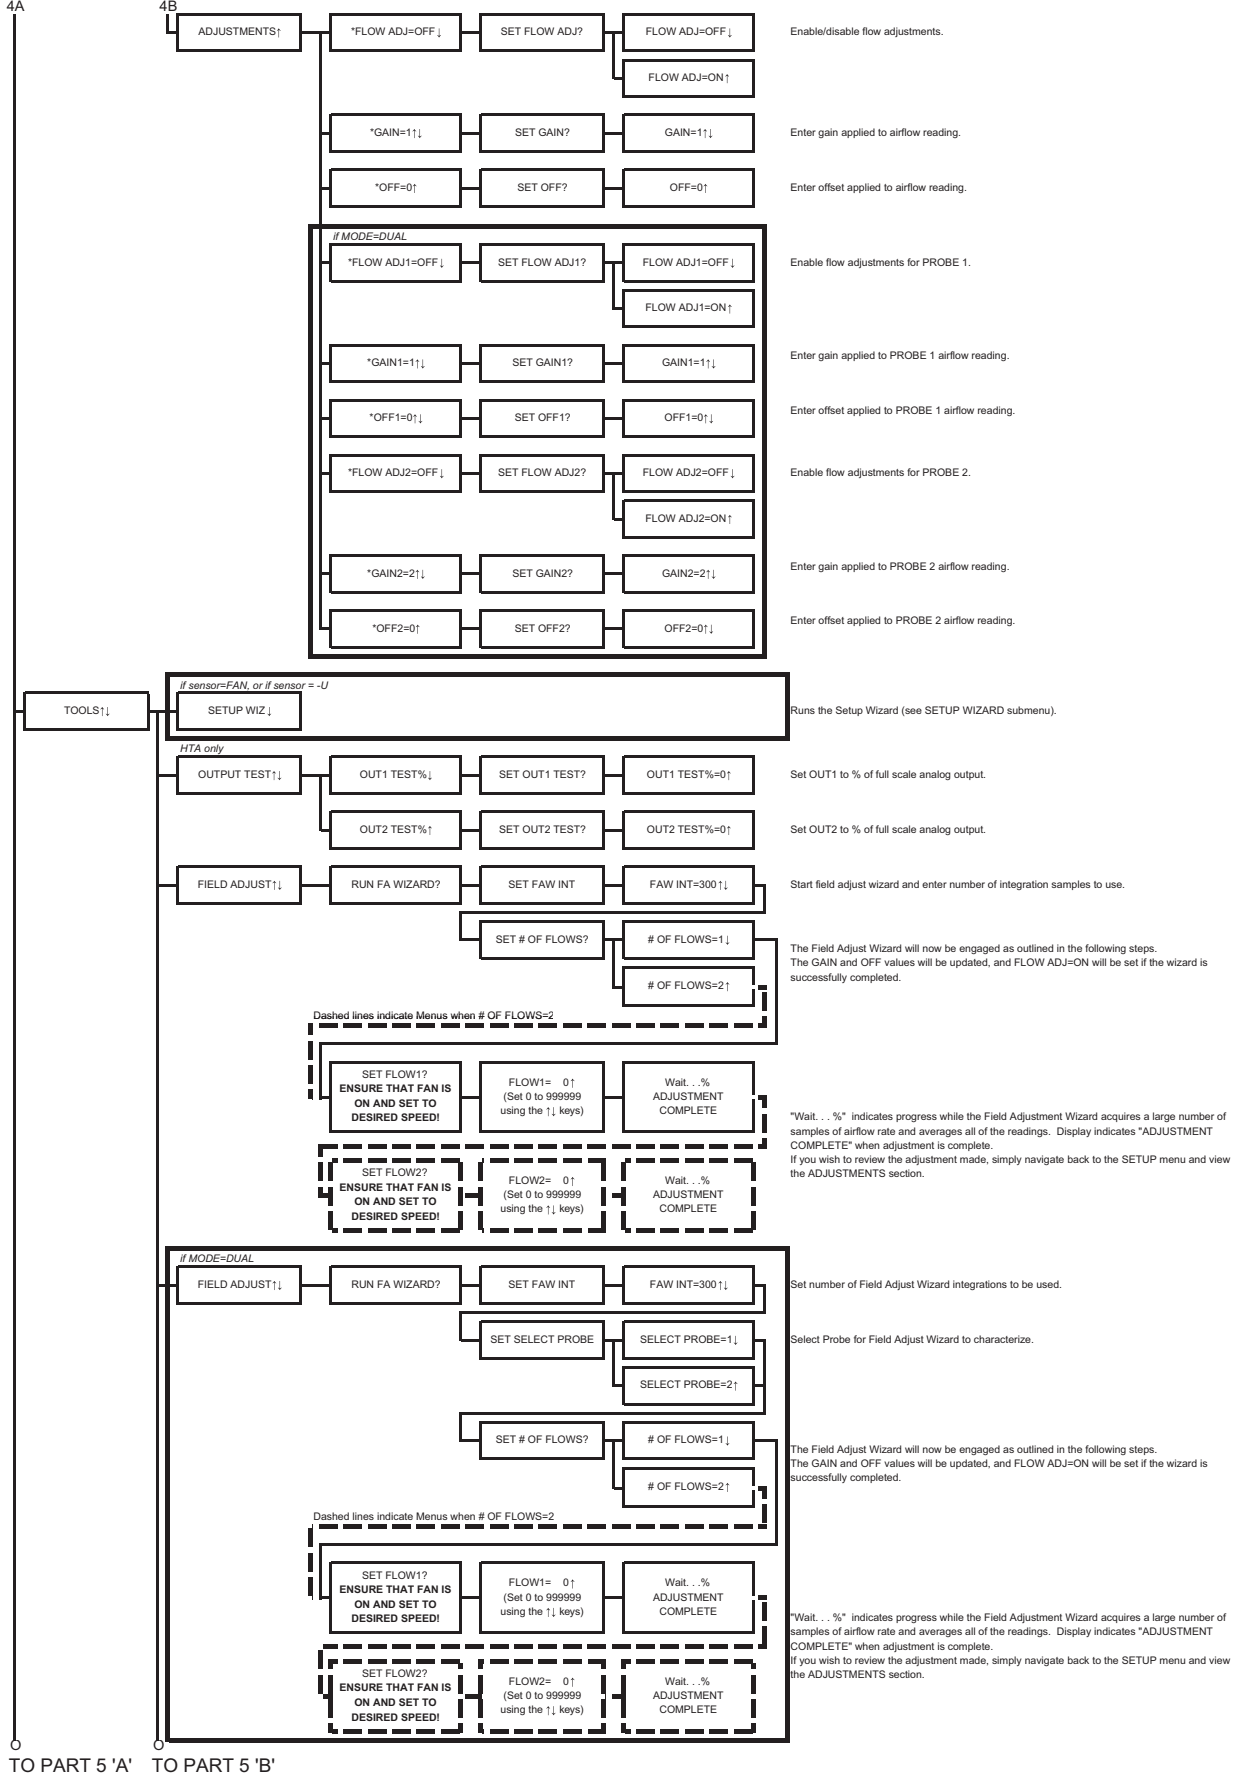 4A
4B
ADJUSTMENTS↑
*FLOW ADJ=OFF↓
SET FLOW ADJ?
FLOW ADJ=OFF↓
Enable/disable flow adjustments.
FLOW ADJ=ON↑
*GAIN=1↑↓
SET GAIN?
GAIN=1↑↓
Enter gain applied to airflow reading.
*OFF=0↑
SET OFF?
OFF=0↑
Enter offset applied to airflow reading.
if MODE=DUAL
*FLOW ADJ1=OFF↓
SET FLOW ADJ1?
FLOW ADJ1=OFF↓
Enable flow adjustments for PROBE 1.
FLOW ADJ1=ON↑
*GAIN1=1↑↓
SET GAIN1?
GAIN1=1↑↓
Enter gain applied to PROBE 1 airflow reading.
*OFF1=0↑↓
SET OFF1?
OFF1=0↑↓
Enter offset applied to PROBE 1 airflow reading.
*FLOW ADJ2=OFF↓
SET FLOW ADJ2?
FLOW ADJ2=OFF↓
Enable flow adjustments for PROBE 2.
FLOW ADJ2=ON↑
*GAIN2=2↑↓
SET GAIN2?
GAIN2=2↑↓
Enter gain applied to PROBE 2 airflow reading.
*OFF2=0↑
SET OFF2?
OFF2=0↑↓
Enter offset applied to PROBE 2 airflow reading.
TOOLS↑↓
if sensor=FAN, or if sensor = -U
SETUP WIZ↓
Runs the Setup Wizard (see SETUP WIZARD submenu).
HTA only
OUTPUT TEST↑↓
OUT1 TEST%↓
SET OUT1 TEST?
OUT1 TEST%=0↑
Set OUT1 to % of full scale analog output.
OUT2 TEST%↑
SET OUT2 TEST?
OUT2 TEST%=0↑
Set OUT2 to % of full scale analog output.
FIELD ADJUST↑↓
RUN FA WIZARD?
SET FAW INT
FAW INT=300↑↓
Start field adjust wizard and enter number of integration samples to use.
SET # OF FLOWS?
# OF FLOWS=1↓
# OF FLOWS=2↑
The Field Adjust Wizard will now be engaged as outlined in the following steps.
The GAIN and OFF values will be updated, and FLOW ADJ=ON will be set if the wizard is
successfully completed.
Dashed lines indicate Menus when # OF FLOWS=2
SET FLOW1?
ENSURE THAT FAN IS
ON AND SET TO
DESIRED SPEED!
FLOW1= 0↑
(Set 0 to 999999
using the ↑↓ keys)
Wait. . .%
ADJUSTMENT
COMPLETE
"Wait. . . %" indicates progress while the Field Adjustment Wizard acquires a large number of
samples of airflow rate and averages all of the readings. Display indicates "ADJUSTMENT
COMPLETE" when adjustment is complete.
If you wish to review the adjustment made, simply navigate back to the SETUP menu and view
the ADJUSTMENTS section.
SET FLOW2?
ENSURE THAT FAN IS
ON AND SET TO
DESIRED SPEED!
FLOW2= 0↑
(Set 0 to 999999
using the ↑↓ keys)
Wait. . .%
ADJUSTMENT
COMPLETE
if MODE=DUAL
FIELD ADJUST↑↓
RUN FA WIZARD?
SET FAW INT
FAW INT=300↑↓
Set number of Field Adjust Wizard integrations to be used.
SET SELECT PROBE
SELECT PROBE=1↓
Select Probe for Field Adjust Wizard to characterize.
SELECT PROBE=2↑
SET # OF FLOWS?
# OF FLOWS=1↓
# OF FLOWS=2↑
The Field Adjust Wizard will now be engaged as outlined in the following steps.
The GAIN and OFF values will be updated, and FLOW ADJ=ON will be set if the wizard is
successfully completed.
Dashed lines indicate Menus when # OF FLOWS=2
SET FLOW1?
ENSURE THAT FAN IS
ON AND SET TO
DESIRED SPEED!
FLOW1= 0↑
(Set 0 to 999999
using the ↑↓ keys)
Wait. . .%
ADJUSTMENT
COMPLETE
"Wait. . . %" indicates progress while the Field Adjustment Wizard acquires a large number of
samples of airflow rate and averages all of the readings. Display indicates "ADJUSTMENT
COMPLETE" when adjustment is complete.
If you wish to review the adjustment made, simply navigate back to the SETUP menu and view
the ADJUSTMENTS section.
SET FLOW2?
ENSURE THAT FAN IS
ON AND SET TO
DESIRED SPEED!
FLOW2= 0↑
(Set 0 to 999999
using the ↑↓ keys)
Wait. . .%
ADJUSTMENT
COMPLETE
O
O
TO PART 5 'A'
TO PART 5 'B'